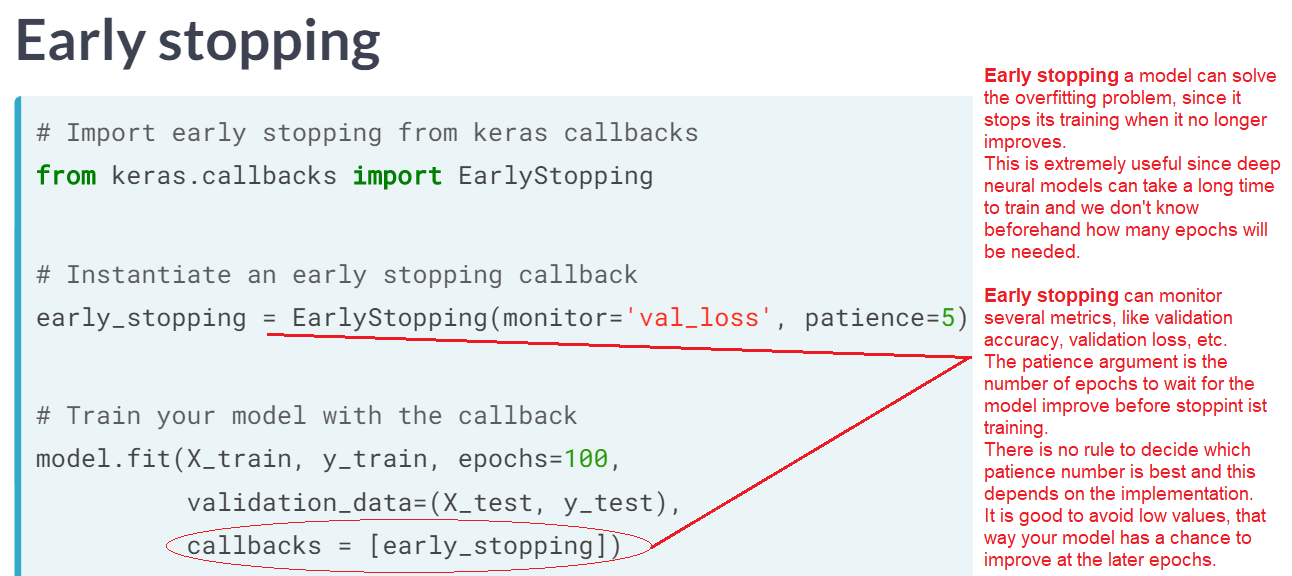 Early stopping
# Import early stopping from keras callbacks
from keras.callbacks import EarlyStopping
# Instantiate an early stopping callback
early_stopping = EarlyStopping(monitor='val_loss', patience=5)
# Train your model with the callback
model.fit(X_train, y_train, epochs=100,
validation_data=(X_test, y_test),
callbacks = [early_stopping])
Early stopping a model can solve
the overfitting problem, since it
stops its training when it no longer
improves.
This is extremely useful since deep
neural models can take a long time
to train and we don't know
beforehand how many epochs will
be needed.
Early stopping can monitor
several metrics, like validation
accuracy, validation loss, etc.
The patience argument is the
number of epochs to wait for the
model improve before stoppint ist
training.
There is no rule to decide which
patience number is best and this
depends on the implementation.
It is good to avoid low values, that
way your model has a chance to
improve at the later epochs.